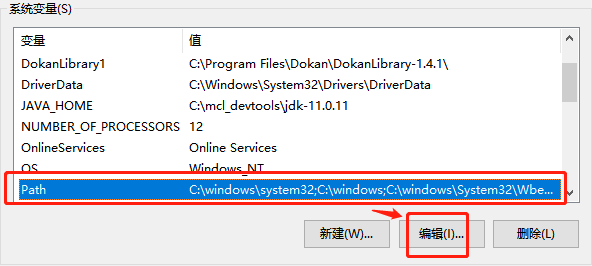 系统变量(S)
变量 值
DokanLibrary1 C:\Program Files\Dokan\DokanLibrary-1.4.1\
DriverData C:\Windows\System32\Drivers\DriverData
JAVA_HOME C:\mcl_devtools\jdk-11.0.11
NUMBER_OF_PROCESSORS 12
OnlineServices Online Services
OS Windows_NT
Path C:\windows\system32;C:\windows;C:\windows\System32\Wbe...
新建(W)... 编辑(I)... 删除(L)